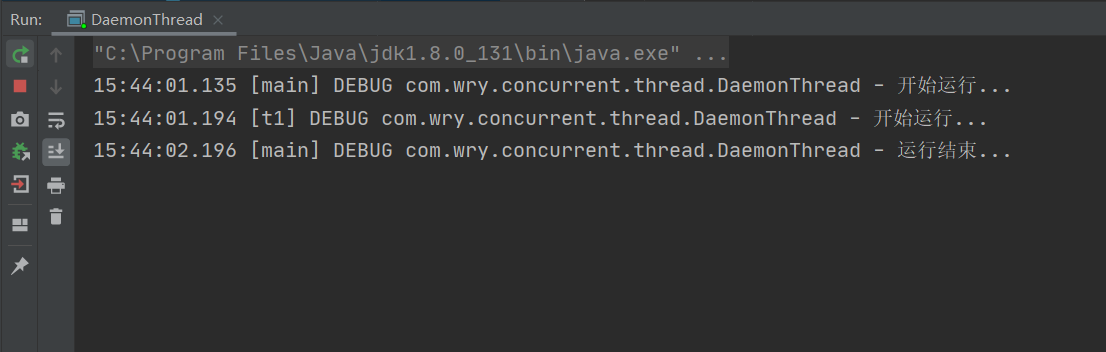 Run: DaemonThread ×
"C:\Program Files\Java\jdk1.8.0_131\bin\java.exe" ...
15:44:01.135 [main] DEBUG com.wry.concurrent.thread.DaemonThread - 开始运行...
15:44:01.194 [t1] DEBUG com.wry.concurrent.thread.DaemonThread - 开始运行...
15:44:02.196 [main] DEBUG com.wry.concurrent.thread.DaemonThread - 运行结束...